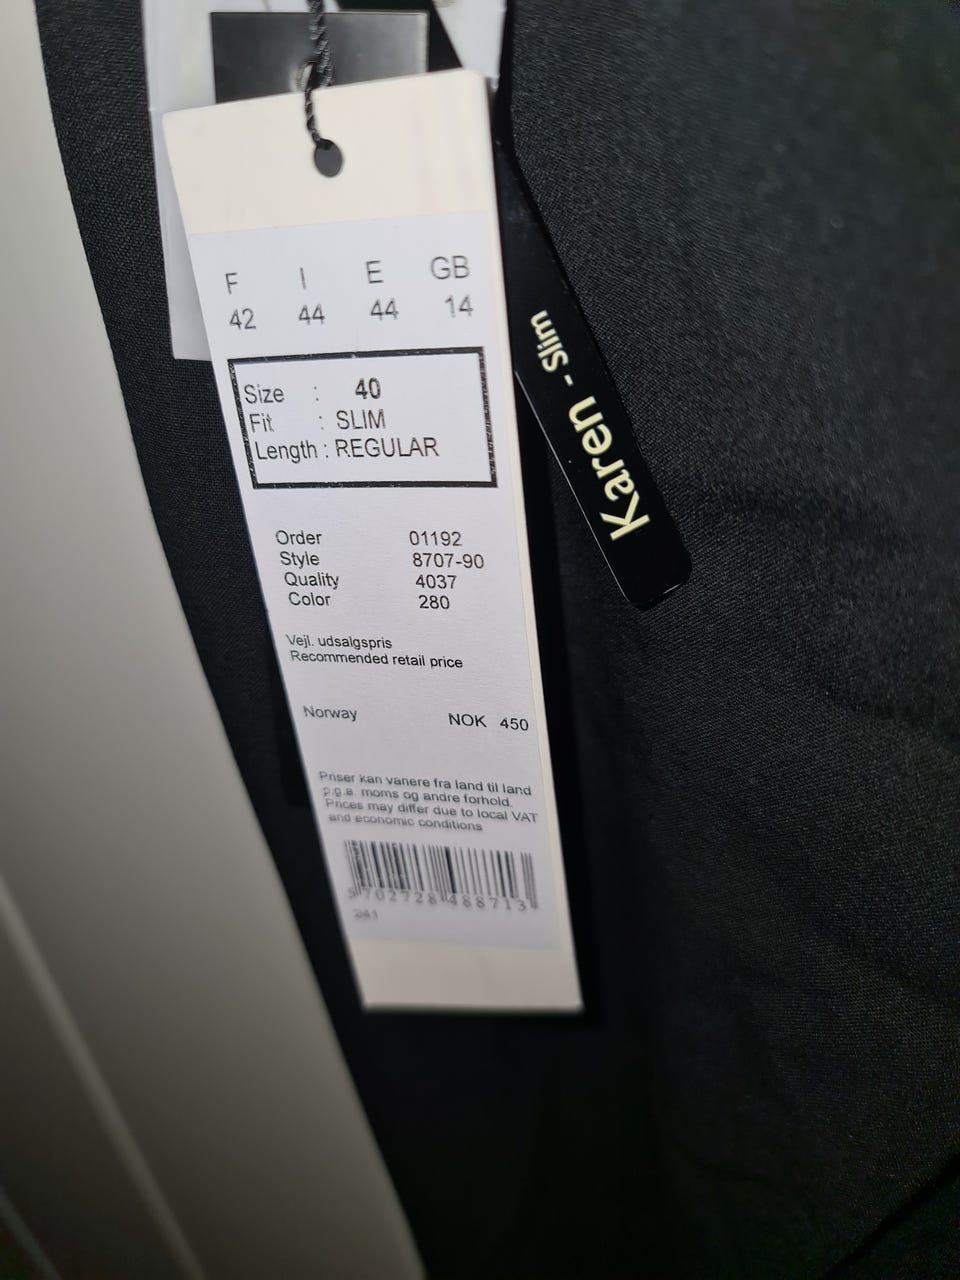 F I E GB
42 44 44 14
Size : 40
Fit : SLIM
Length : REGULAR
Order 01192
Style 8707-90
Quality 4037
Color 280
Vejl. udsalgspris
Recommended retail price
Norway NOK 450
Priser kan variere fra land til land
p.g.a. moms og andre forhold.
Prices may differ due to local VAT
and economic conditions
5702728488713
241
Karen - Slim